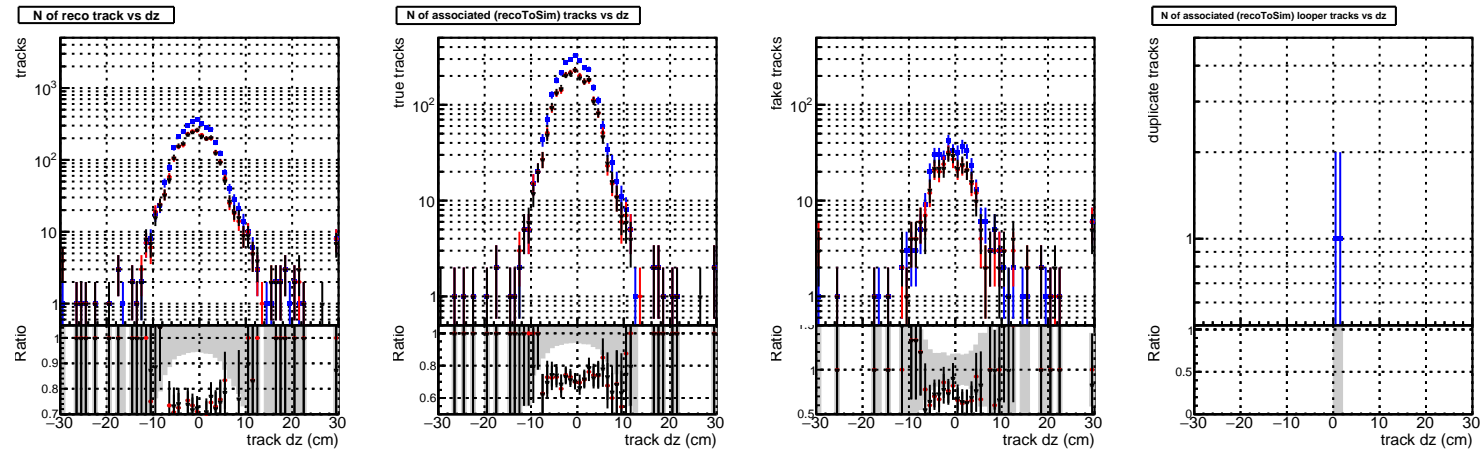 N of reco track vs dz
tracks
10³
10²
10
1
Ratio
1
0.9
0.8
0.7
−30 −20 −10 0 10 20 30
track dz (cm)
N of associated (recoToSim) tracks vs dz
true tracks
10²
10
1
Ratio
1
0.8
0.6
−30 −20 −10 0 10 20 30
track dz (cm)
fake tracks
10²
10
1
Ratio
1
0.5
−30 −20 −10 0 10 20 30
track dz (cm)
N of associated (recoToSim) looper tracks vs dz
duplicate tracks
1
Ratio
1
0.5
0
−30 −20 −10 0 10 20 30
track dz (cm)